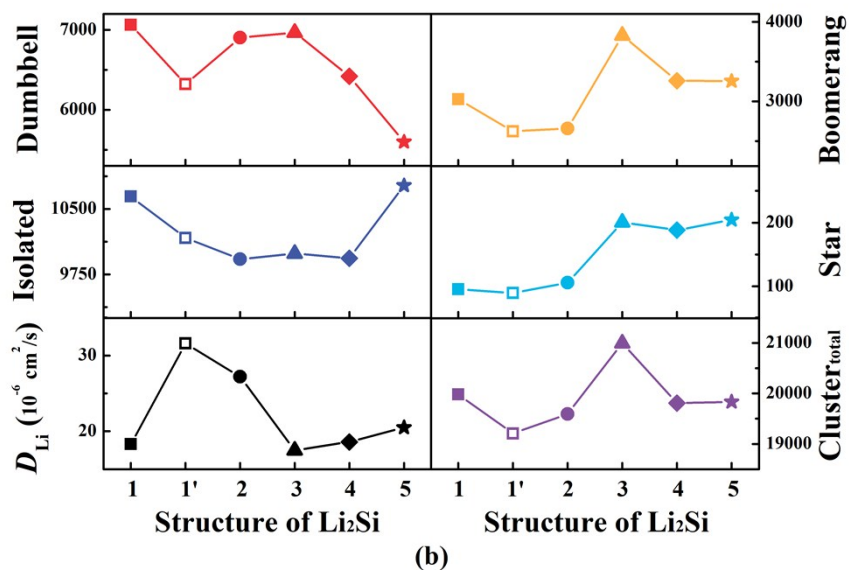 Dumbbell
7000
6000
4000
3000
Boomerang
Isolated
10500
9750
200
100
Star
D_Li (10⁻⁶ cm²/s)
30
20
21000
20000
19000
Cluster_total
1 1' 2 3 4 5
1 1' 2 3 4 5
Structure of Li₂Si
Structure of Li₂Si
(b)